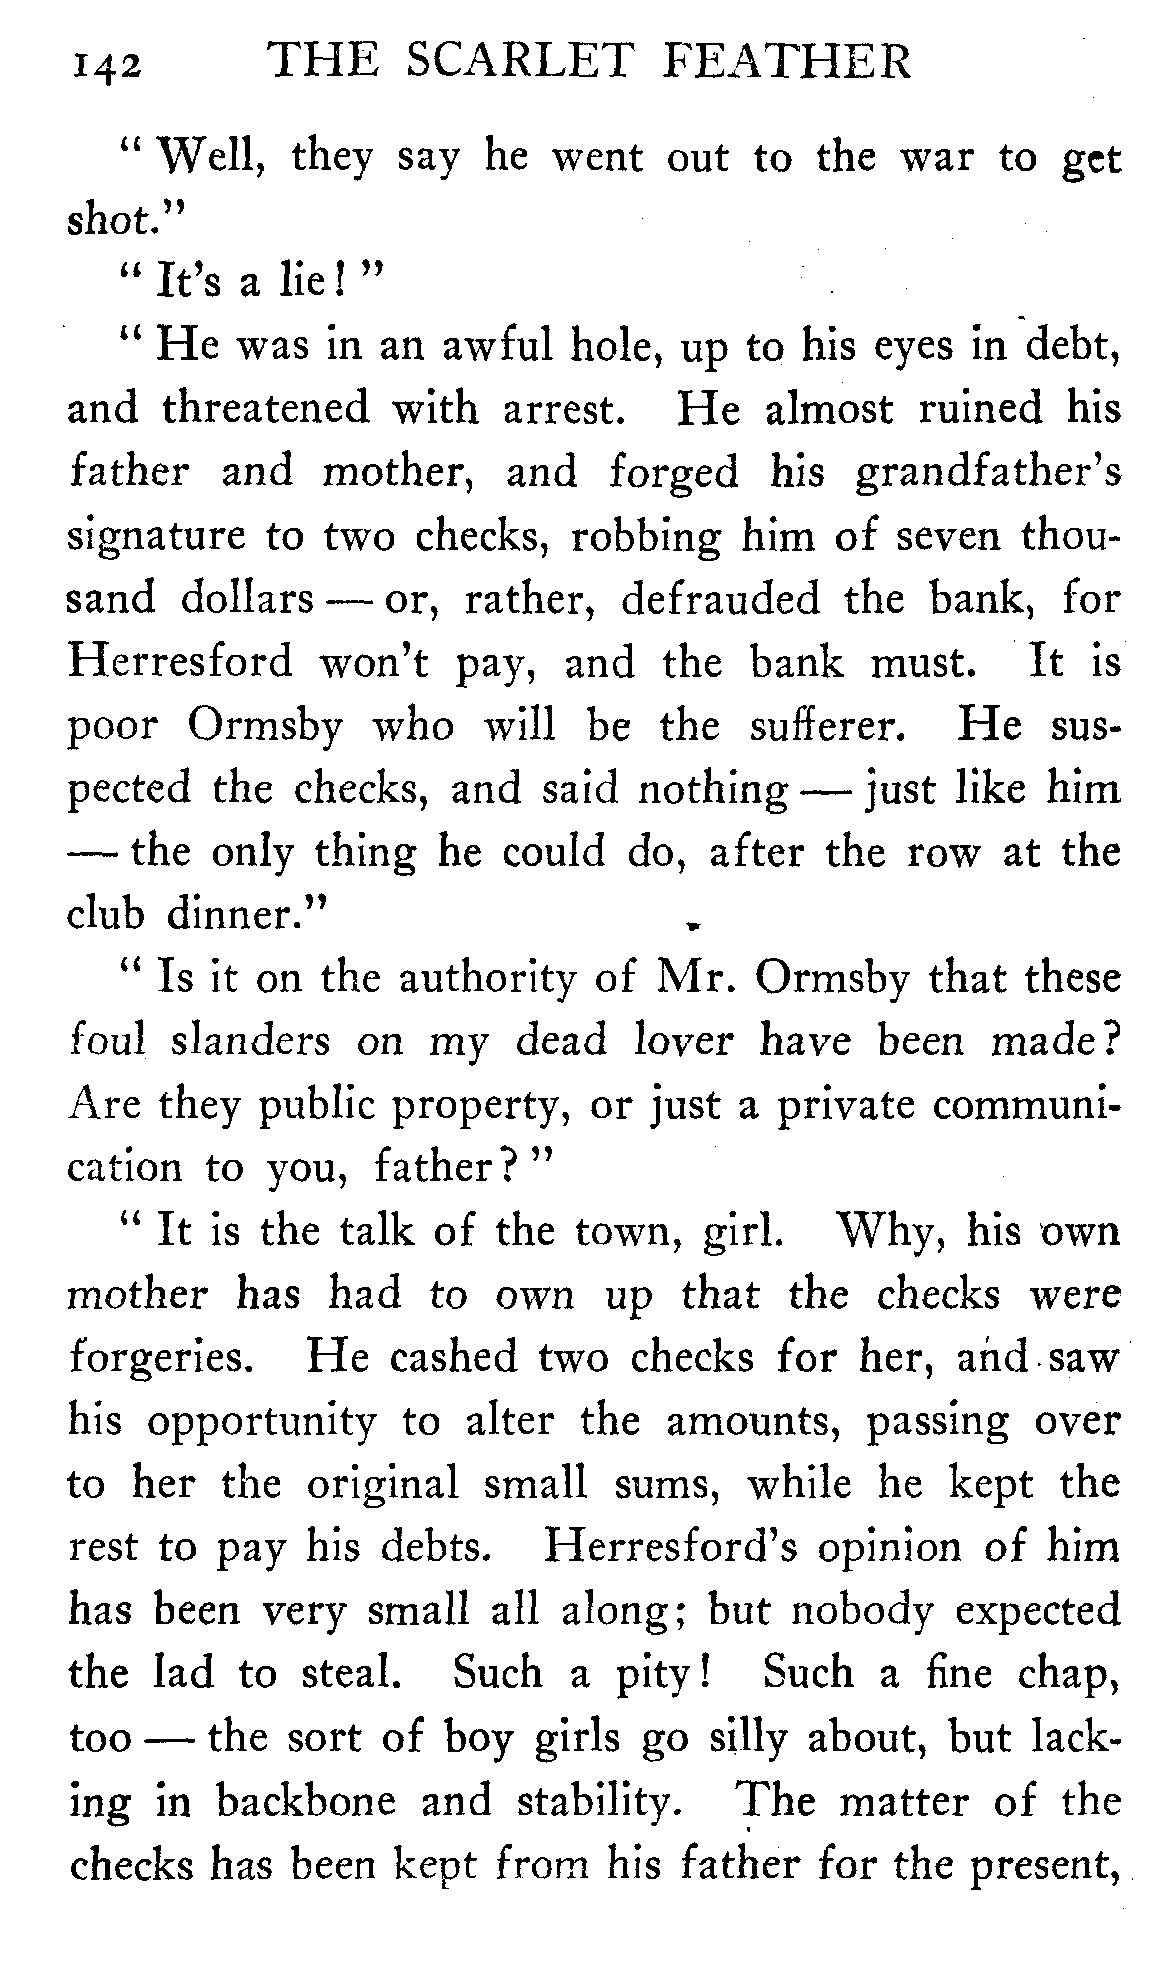 142 THE SCARLET FEATHER
“ Well, they say he went out to the war to get
shot.”
“ It's a lie! ”
“ He was in an awful hole, up to his eyes in debt,
and threatened with arrest. He almost ruined his
father and mother, and forged his grandfather's
signature to two checks, robbing him of seven thou-
sand dollars — or, rather, defrauded the bank, for
Herresford won't pay, and the bank must. It is
poor Ormsby who will be the sufferer. He sus-
pected the checks, and said nothing — just like him
— the only thing he could do, after the row at the
club dinner.”
“ Is it on the authority of Mr. Ormsby that these
foul slanders on my dead lover have been made?
Are they public property, or just a private communi-
cation to you, father? ”
“ It is the talk of the town, girl. Why, his own
mother has had to own up that the checks were
forgeries. He cashed two checks for her, and saw
his opportunity to alter the amounts, passing over
to her the original small sums, while he kept the
rest to pay his debts. Herresford's opinion of him
has been very small all along; but nobody expected
the lad to steal. Such a pity! Such a fine chap,
too — the sort of boy girls go silly about, but lack-
ing in backbone and stability. The matter of the
checks has been kept from his father for the present,